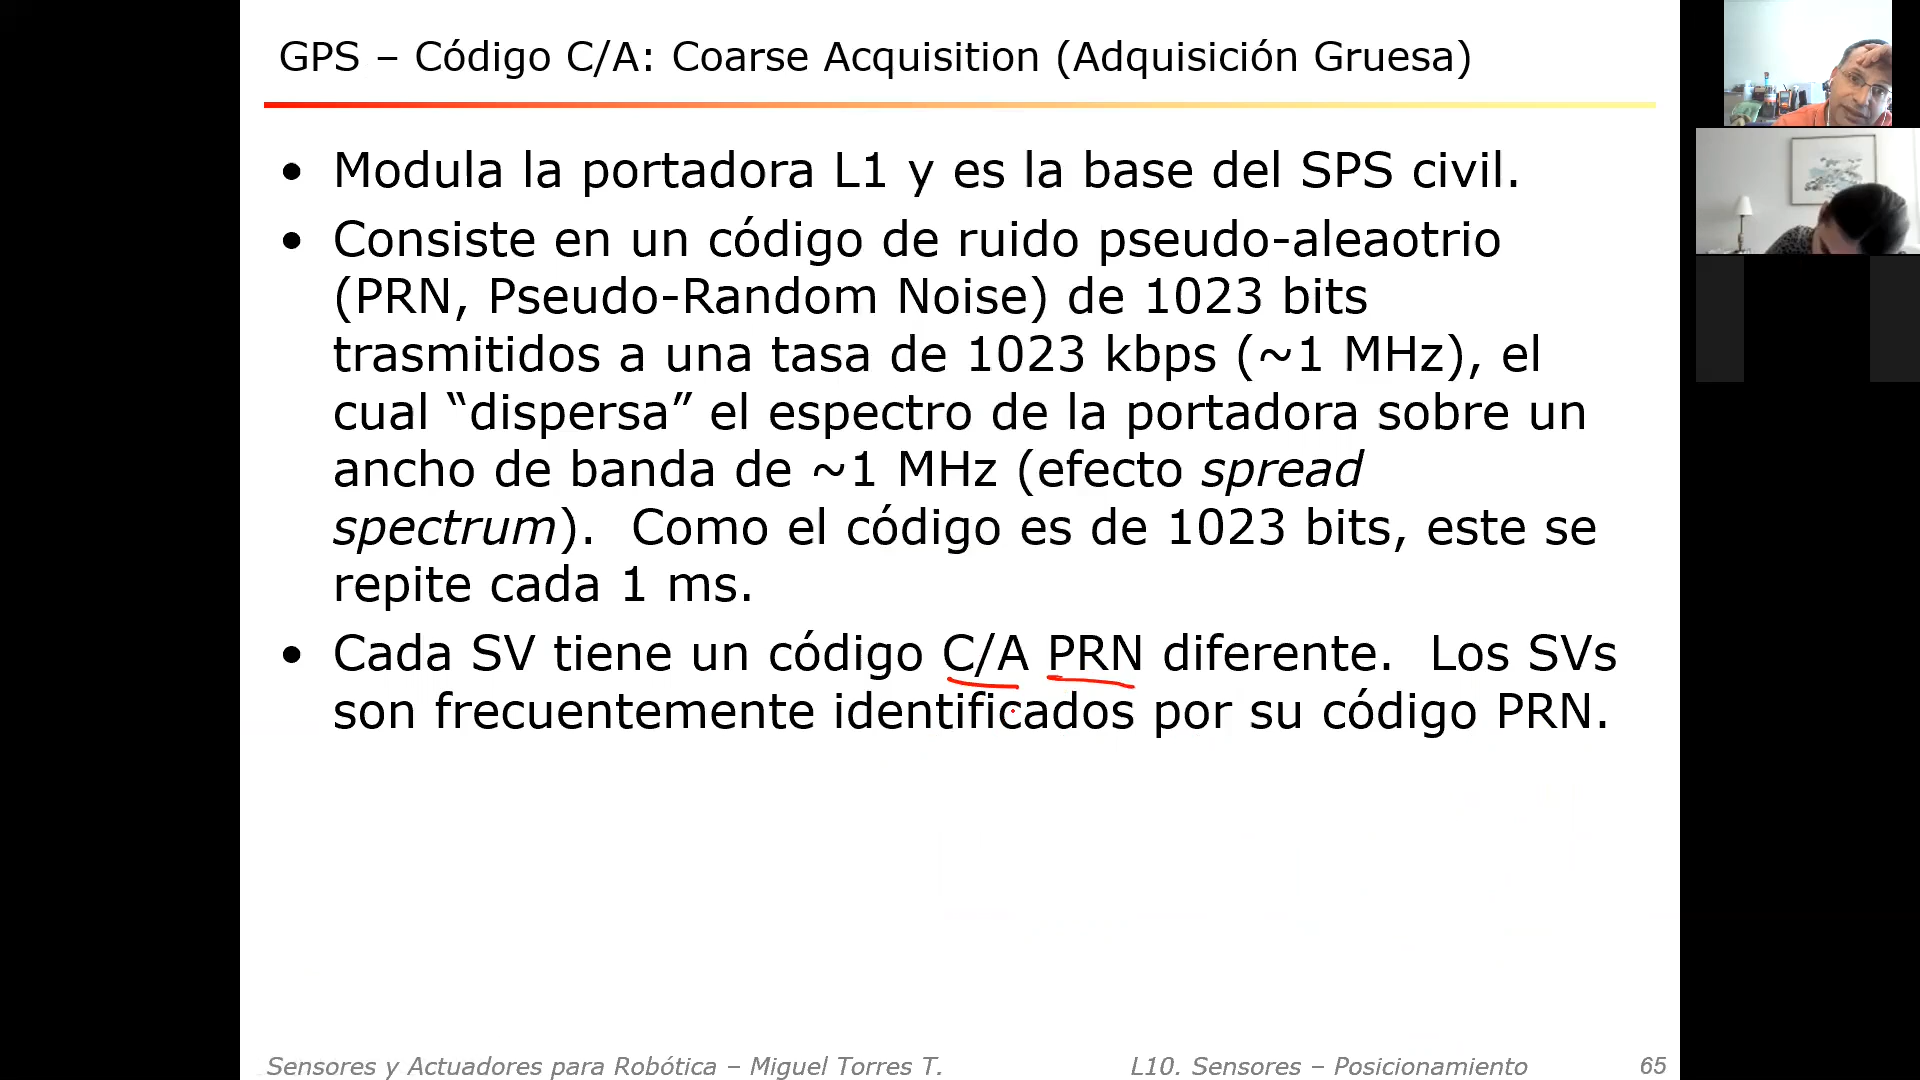 GPS – Código C/A: Coarse Acquisition (Adquisición Gruesa)
• Modula la portadora L1 y es la base del SPS civil.
• Consiste en un código de ruido pseudo-aleaotrio
(PRN, Pseudo-Random Noise) de 1023 bits
trasmitidos a una tasa de 1023 kbps (~1 MHz), el
cual “dispersa” el espectro de la portadora sobre un
ancho de banda de ~1 MHz (efecto spread
spectrum). Como el código es de 1023 bits, este se
repite cada 1 ms.
• Cada SV tiene un código C/A PRN diferente. Los SVs
son frecuentemente identificados por su código PRN.
Sensores y Actuadores para Robótica – Miguel Torres T.
L10. Sensores – Posicionamiento
65